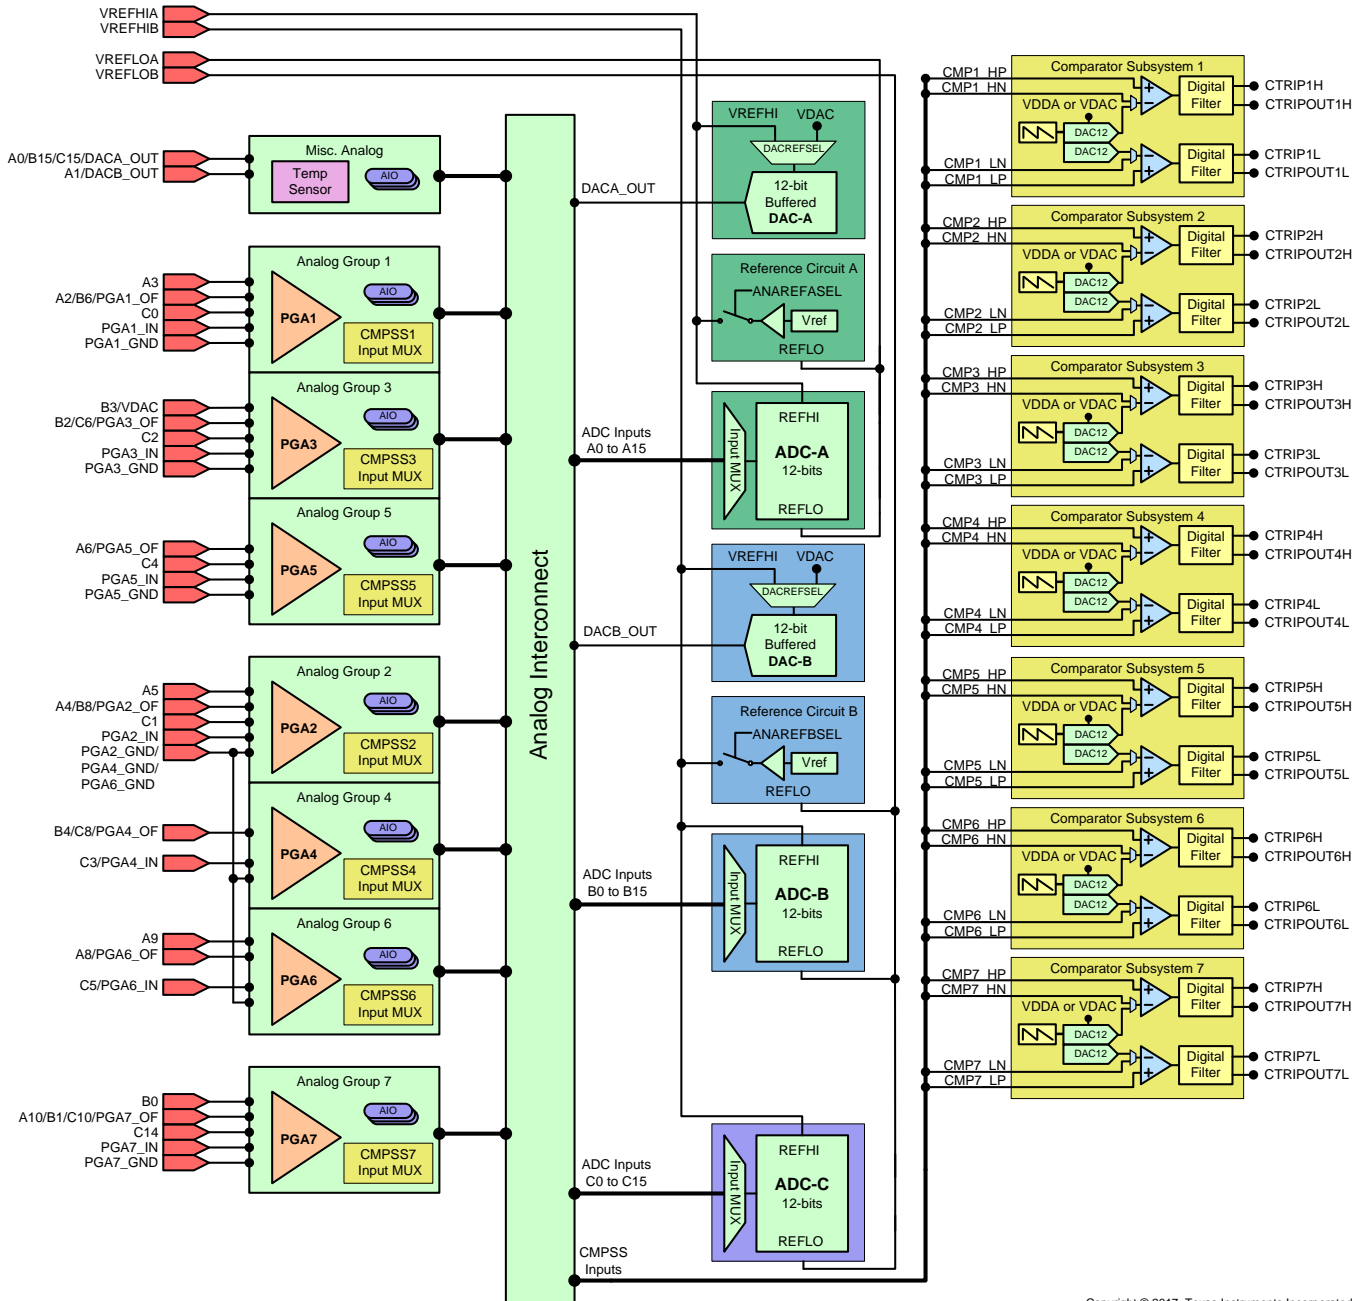 VREFHIA
VREFHIB
VREFLOA
VREFLOB
A0/B15/C15/DACA_OUT
A1/DACB_OUT
Misc. Analog
Temp
Sensor
AIO
Analog Group 1
A3
A2/B6/PGA1_OF
C0
PGA1_IN
PGA1_GND
PGA1
AIO
CMPSS1
Input MUX
Analog Group 3
B3/VDAC
B2/C6/PGA3_OF
C2
PGA3_IN
PGA3_GND
PGA3
AIO
CMPSS3
Input MUX
Analog Group 5
A6/PGA5_OF
C4
PGA5_IN
PGA5_GND
PGA5
AIO
CMPSS5
Input MUX
Analog Group 2
A5
A4/B8/PGA2_OF
C1
PGA2_IN
PGA2_GND/
PGA4_GND/
PGA6_GND
PGA2
AIO
CMPSS2
Input MUX
Analog Group 4
B4/C8/PGA4_OF
C3/PGA4_IN
PGA4
AIO
CMPSS4
Input MUX
Analog Group 6
A9
A8/PGA6_OF
C5/PGA6_IN
PGA6
AIO
CMPSS6
Input MUX
Analog Group 7
B0
A10/B1/C10/PGA7_OF
C14
PGA7_IN
PGA7_GND
PGA7
AIO
CMPSS7
Input MUX
Analog Interconnect
DACA_OUT
VREFHI
VDAC
DACREFSEL
12-bit
Buffered
DAC-A
Reference Circuit A
ANAREFASEL
Vref
REFLO
ADC Inputs
A0 to A15
Input MUX
REFHI
ADC-A
12-bits
REFLO
DACB_OUT
VREFHI
VDAC
DACREFSEL
12-bit
Buffered
DAC-B
Reference Circuit B
ANAREFBSEL
Vref
REFLO
ADC Inputs
B0 to B15
Input MUX
REFHI
ADC-B
12-bits
REFLO
ADC Inputs
C0 to C15
Input MUX
REFHI
ADC-C
12-bits
REFLO
CMPSS
Inputs
Comparator Subsystem 1
CMP1_HP
CMP1_HN
VDDA or VDAC
DAC12
DAC12
CMP1_LN
CMP1_LP
Digital
Filter
Digital
Filter
CTRIP1H
CTRIPOUT1H
CTRIP1L
CTRIPOUT1L
Comparator Subsystem 2
CMP2_HP
CMP2_HN
VDDA or VDAC
DAC12
DAC12
CMP2_LN
CMP2_LP
Digital
Filter
Digital
Filter
CTRIP2H
CTRIPOUT2H
CTRIP2L
CTRIPOUT2L
Comparator Subsystem 3
CMP3_HP
CMP3_HN
VDDA or VDAC
DAC12
DAC12
CMP3_LN
CMP3_LP
Digital
Filter
Digital
Filter
CTRIP3H
CTRIPOUT3H
CTRIP3L
CTRIPOUT3L
Comparator Subsystem 4
CMP4_HP
CMP4_HN
VDDA or VDAC
DAC12
DAC12
CMP4_LN
CMP4_LP
Digital
Filter
Digital
Filter
CTRIP4H
CTRIPOUT4H
CTRIP4L
CTRIPOUT4L
Comparator Subsystem 5
CMP5_HP
CMP5_HN
VDDA or VDAC
DAC12
DAC12
CMP5_LN
CMP5_LP
Digital
Filter
Digital
Filter
CTRIP5H
CTRIPOUT5H
CTRIP5L
CTRIPOUT5L
Comparator Subsystem 6
CMP6_HP
CMP6_HN
VDDA or VDAC
DAC12
DAC12
CMP6_LN
CMP6_LP
Digital
Filter
Digital
Filter
CTRIP6H
CTRIPOUT6H
CTRIP6L
CTRIPOUT6L
Comparator Subsystem 7
CMP7_HP
CMP7_HN
VDDA or VDAC
DAC12
DAC12
CMP7_LN
CMP7_LP
Digital
Filter
Digital
Filter
CTRIP7H
CTRIPOUT7H
CTRIP7L
CTRIPOUT7L
Copyright © 2017, Texas Instruments Incorporated